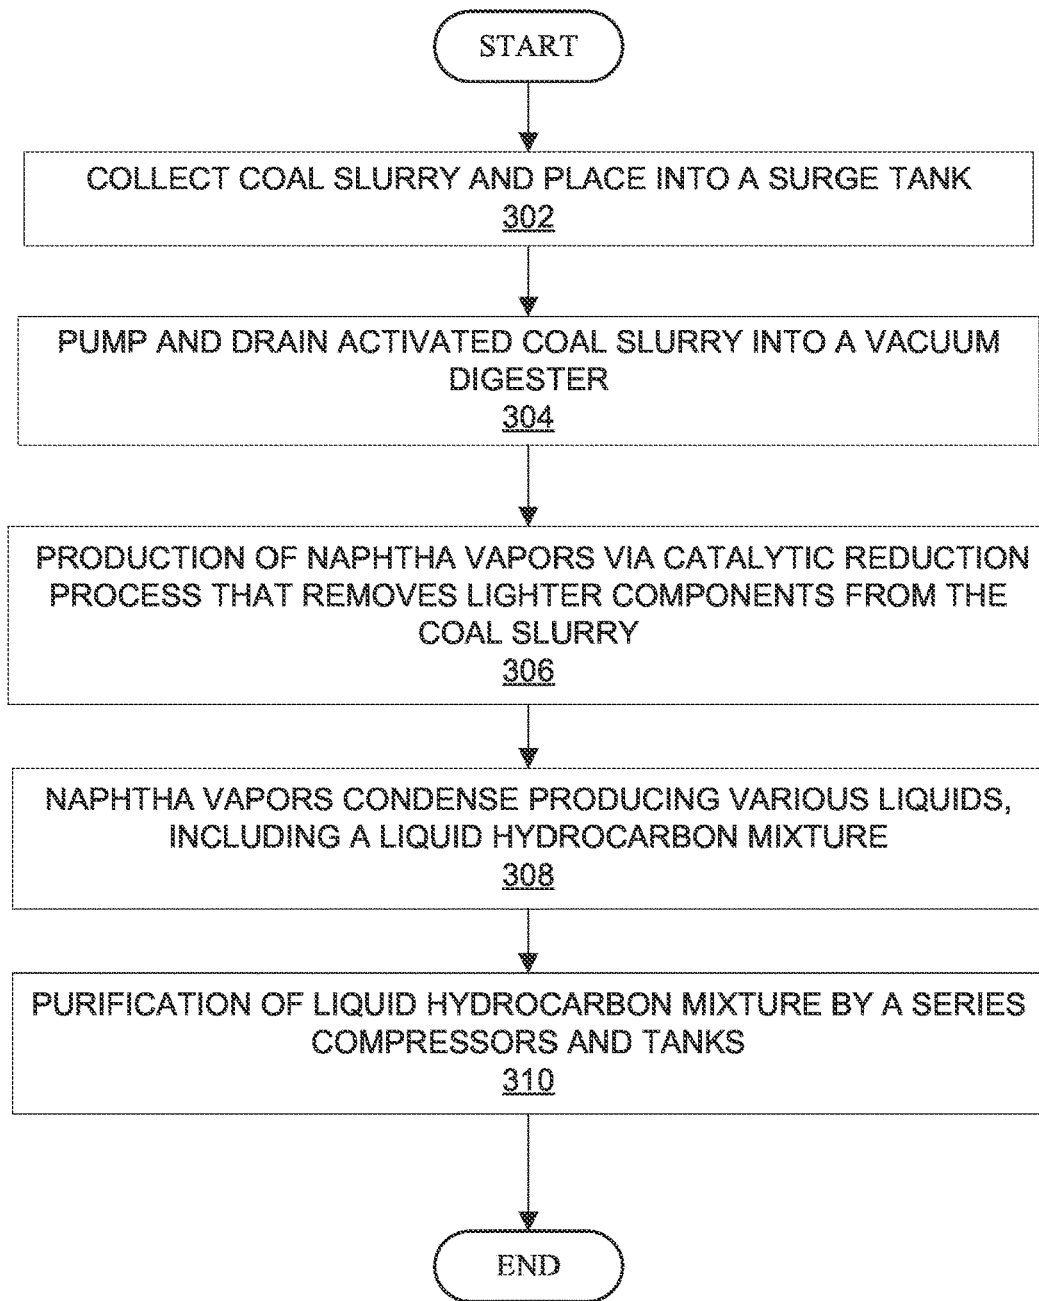 START
COLLECT COAL SLURRY AND PLACE INTO A SURGE TANK
302
PUMP AND DRAIN ACTIVATED COAL SLURRY INTO A VACUUM
DIGESTER
304
PRODUCTION OF NAPHTHA VAPORS VIA CATALYTIC REDUCTION
PROCESS THAT REMOVES LIGHTER COMPONENTS FROM THE
COAL SLURRY
306
NAPHTHA VAPORS CONDENSE PRODUCING VARIOUS LIQUIDS,
INCLUDING A LIQUID HYDROCARBON MIXTURE
308
PURIFICATION OF LIQUID HYDROCARBON MIXTURE BY A SERIES
COMPRESSORS AND TANKS
310
END